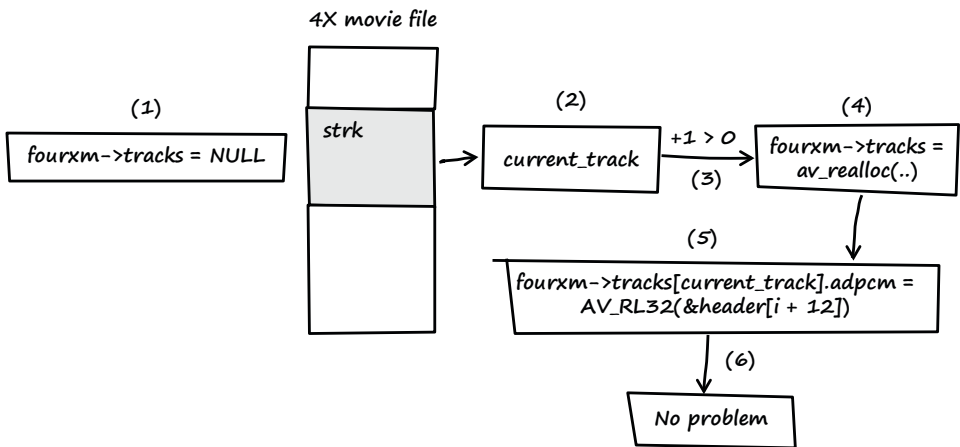 4X movie file
(1)
fourxm->tracks = NULL
strk
(2)
current_track
+1 > 0
(3)
(4)
fourxm->tracks =
av_realloc(..)
(5)
fourxm->tracks[current_track].adpcm =
AV_RL32(&header[i + 12])
(6)
No problem